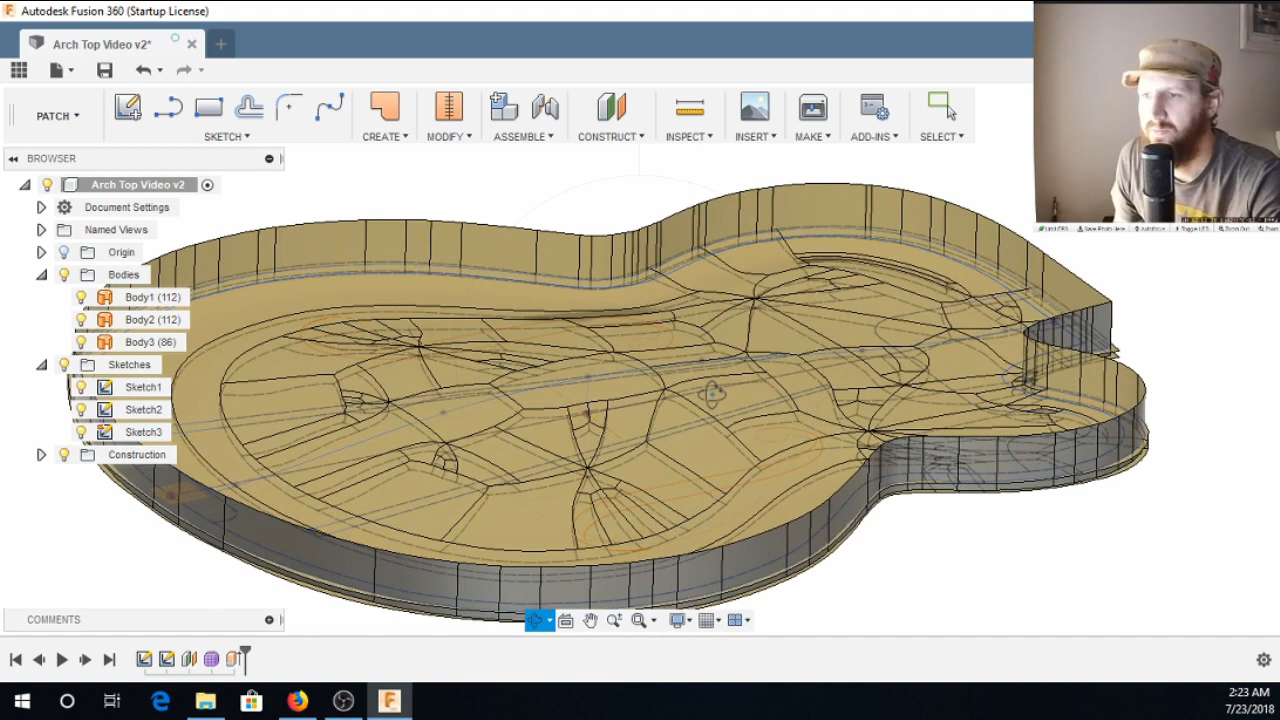 Autodesk Fusion 360 (Startup License)
Arch Top Video v2*
PATCH
SKETCH
CREATE
MODIFY
ASSEMBLE
CONSTRUCT
INSPECT
INSERT
MAKE
ADD-INS
SELECT
BROWSER
Arch Top Video v2
Document Settings
Named Views
Origin
Bodies
Body1 (112)
Body2 (112)
Body3 (86)
Sketches
Sketch1
Sketch2
Sketch3
Construction
COMMENTS
2:23 AM
7/23/2018